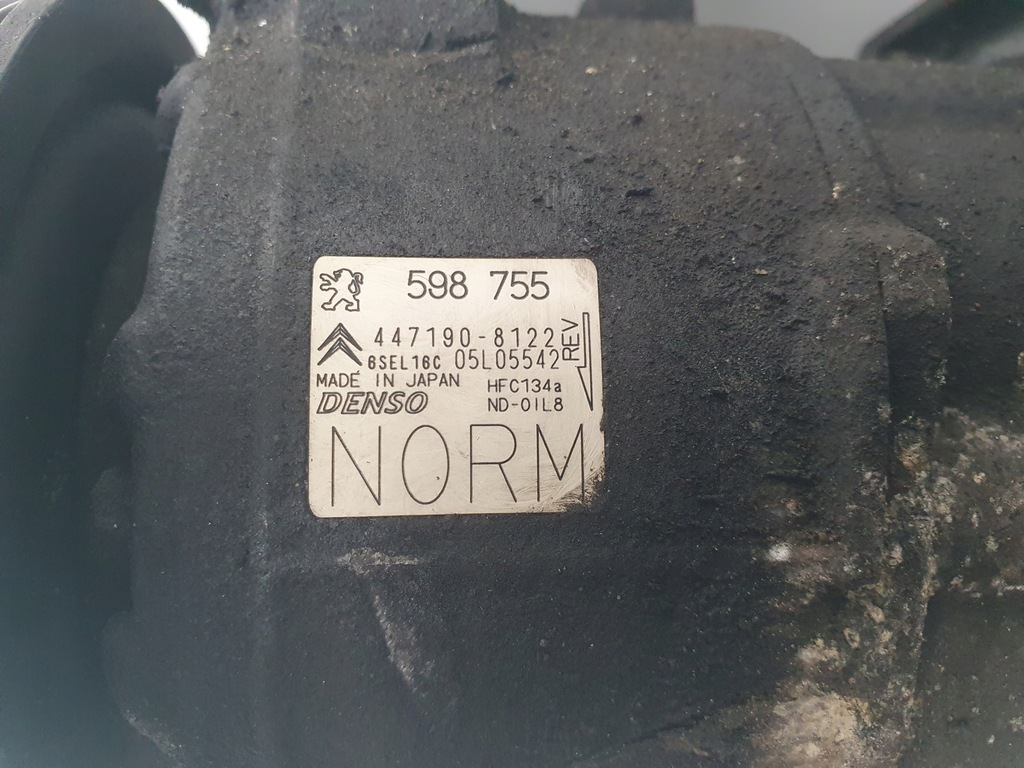 598 755
447190-8122
6SEL16C 05L05542
REV
MADE IN JAPAN HFC134a
DENSO ND-OIL8
NORM